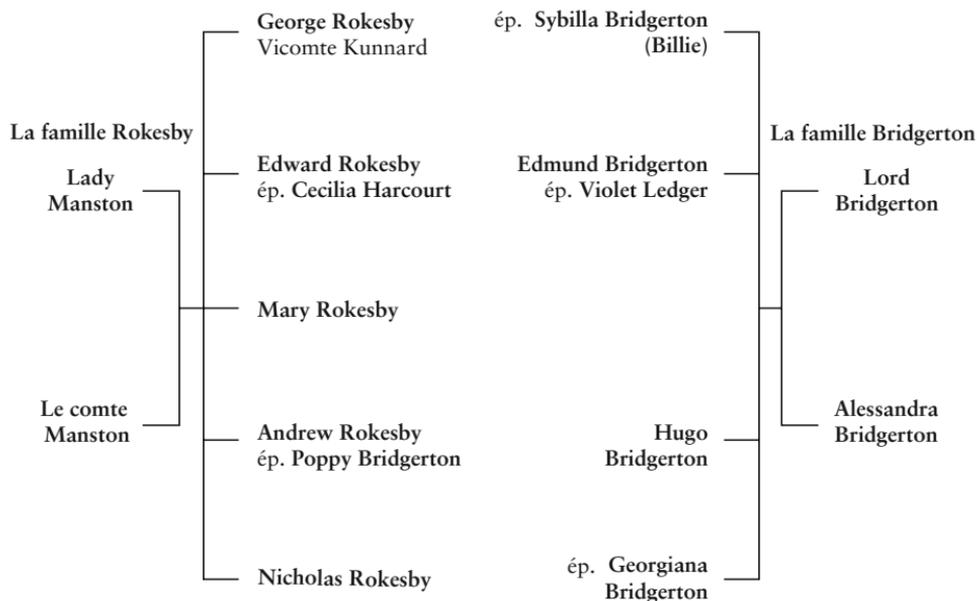 George Rokesby
Vicomte Kunnard
ép. Sybilla Bridgerton
(Billie)
La famille Rokesby
La famille Bridgerton
Lady
Manston
Edward Rokesby
ép. Cecilia Harcourt
Edmund Bridgerton
ép. Violet Ledger
Lord
Bridgerton
Mary Rokesby
Le comte
Manston
Andrew Rokesby
ép. Poppy Bridgerton
Hugo
Bridgerton
Alessandra
Bridgerton
Nicholas Rokesby
ép. Georgiana
Bridgerton